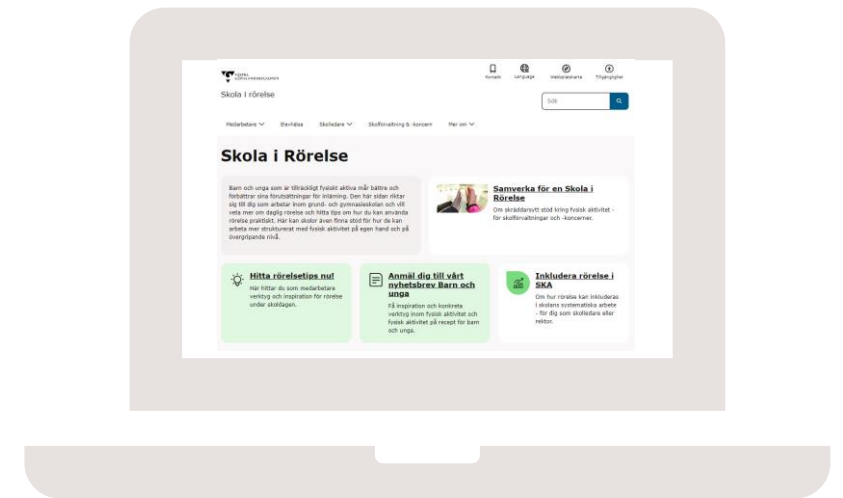 VÄSTRA
GÖTALANDSREGIONEN
Kontakt Language Webbplatskarta Tillgänglighet
Skola i rörelse
Sök
Medarbetare Elevhälsa Skolledare Skolförvaltning & -koncern Mer om
Skola i Rörelse
Barn och unga som är tillräckligt fysiskt aktiva mår bättre och
förbättrar sina förutsättningar för inlärning. Den här sidan riktar
sig till dig som arbetar inom grund- och gymnasieskolan och vill
veta mer om daglig rörelse och hitta tips om hur du kan använda
rörelse praktiskt. Här kan skolor även finna stöd för hur de kan
arbeta mer strukturerat med fysisk aktivitet på egen hand och på
övergripande nivå.
Samverka för en Skola i
Rörelse
Om skräddarsytt stöd kring fysisk aktivitet -
för skolförvaltningar och -koncerner.
Hitta rörelsetips nu!
Här hittar du som medarbetare
verktyg och inspiration för rörelse
under skoldagen.
Anmäl dig till vårt
nyhetsbrev Barn och
unga
Få inspiration och konkreta
verktyg inom fysisk aktivitet och
fysisk aktivitet på recept för barn
och unga.
Inkludera rörelse i
SKA
Om hur rörelse kan inkluderas
i skolans systematiska arbete
- för dig som skolledare eller
rektor.